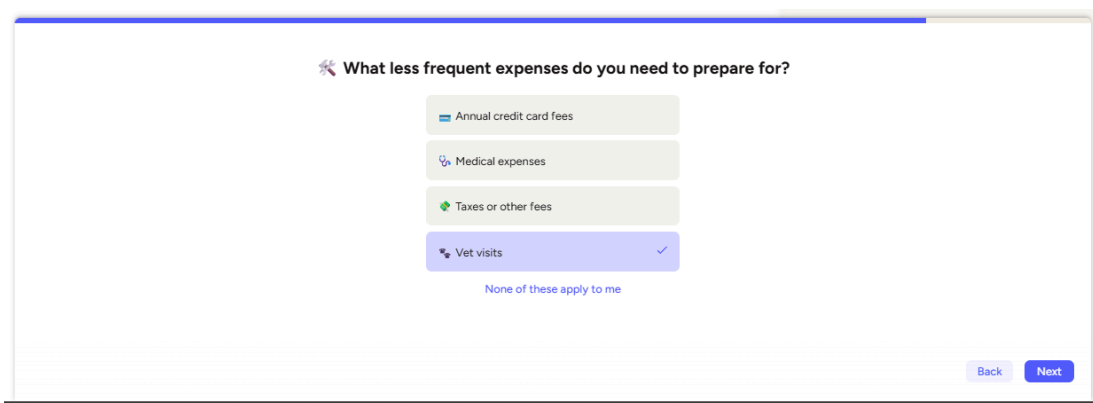 What less frequent expenses do you need to prepare for?
Annual credit card fees
Medical expenses
Taxes or other fees
Vet visits
None of these apply to me
Back Next